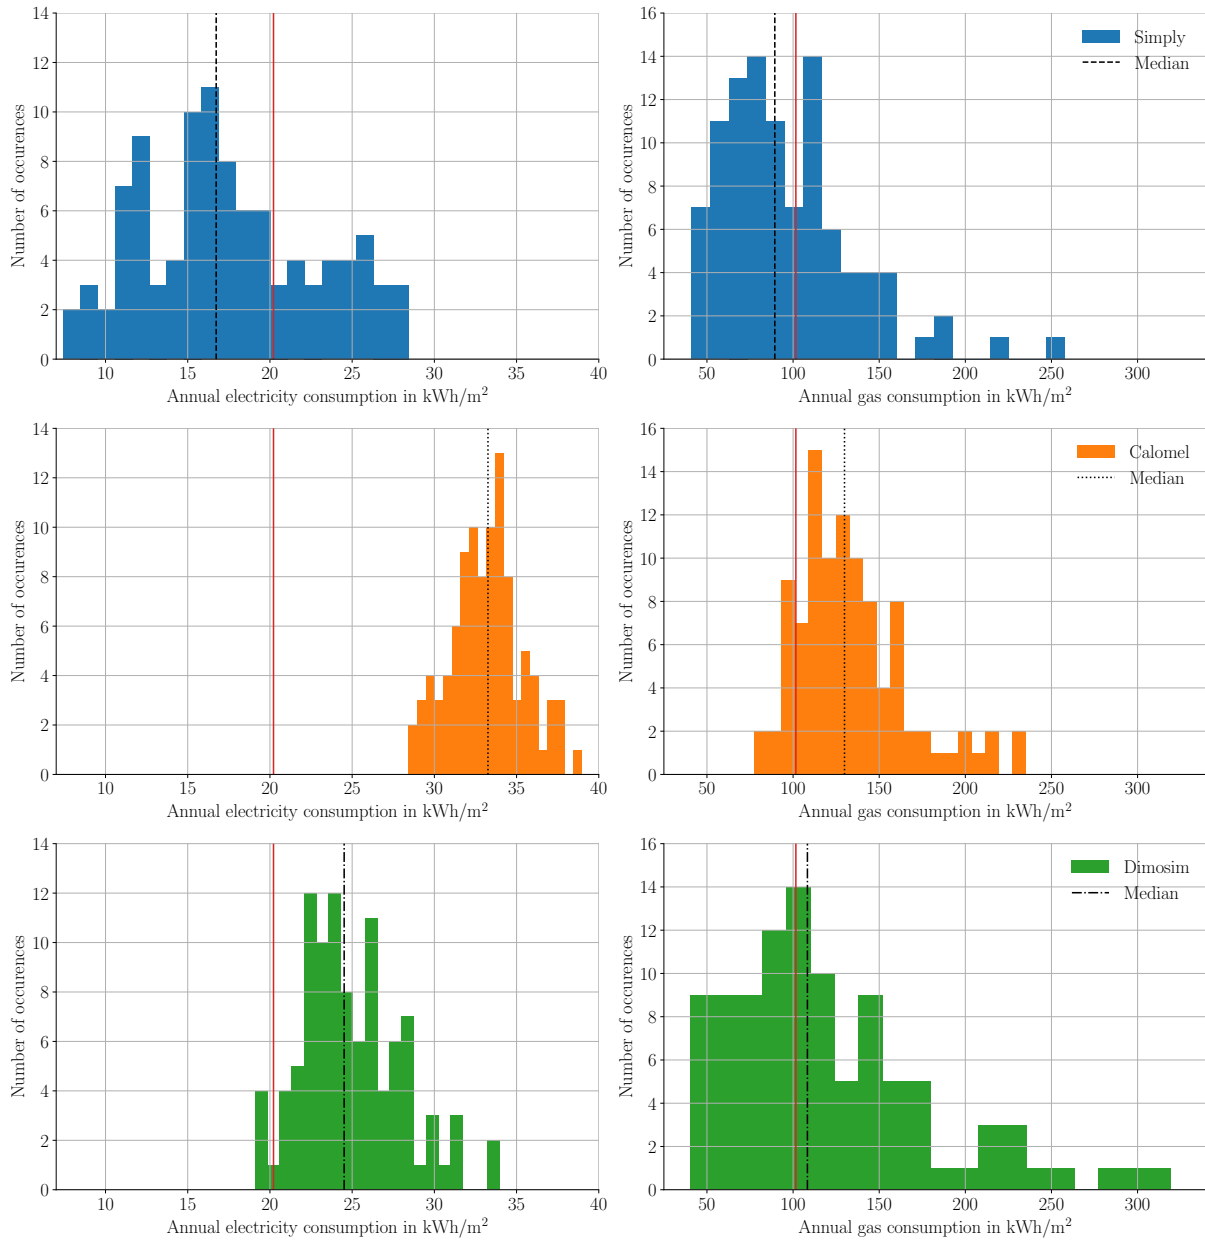 14
12
10
8
6
4
2
0
Number of occurences
10 15 20 25 30 35 40
Annual electricity consumption in kWh/m²
16
14
12
10
8
6
4
2
0
Number of occurences
Simply
Median
50 100 150 200 250 300
Annual gas consumption in kWh/m²
14
12
10
8
6
4
2
0
Number of occurences
10 15 20 25 30 35 40
Annual electricity consumption in kWh/m²
16
14
12
10
8
6
4
2
0
Number of occurences
Calomel
Median
50 100 150 200 250 300
Annual gas consumption in kWh/m²
14
12
10
8
6
4
2
0
Number of occurences
10 15 20 25 30 35 40
Annual electricity consumption in kWh/m²
16
14
12
10
8
6
4
2
0
Number of occurences
Dimosim
Median
50 100 150 200 250 300
Annual gas consumption in kWh/m²